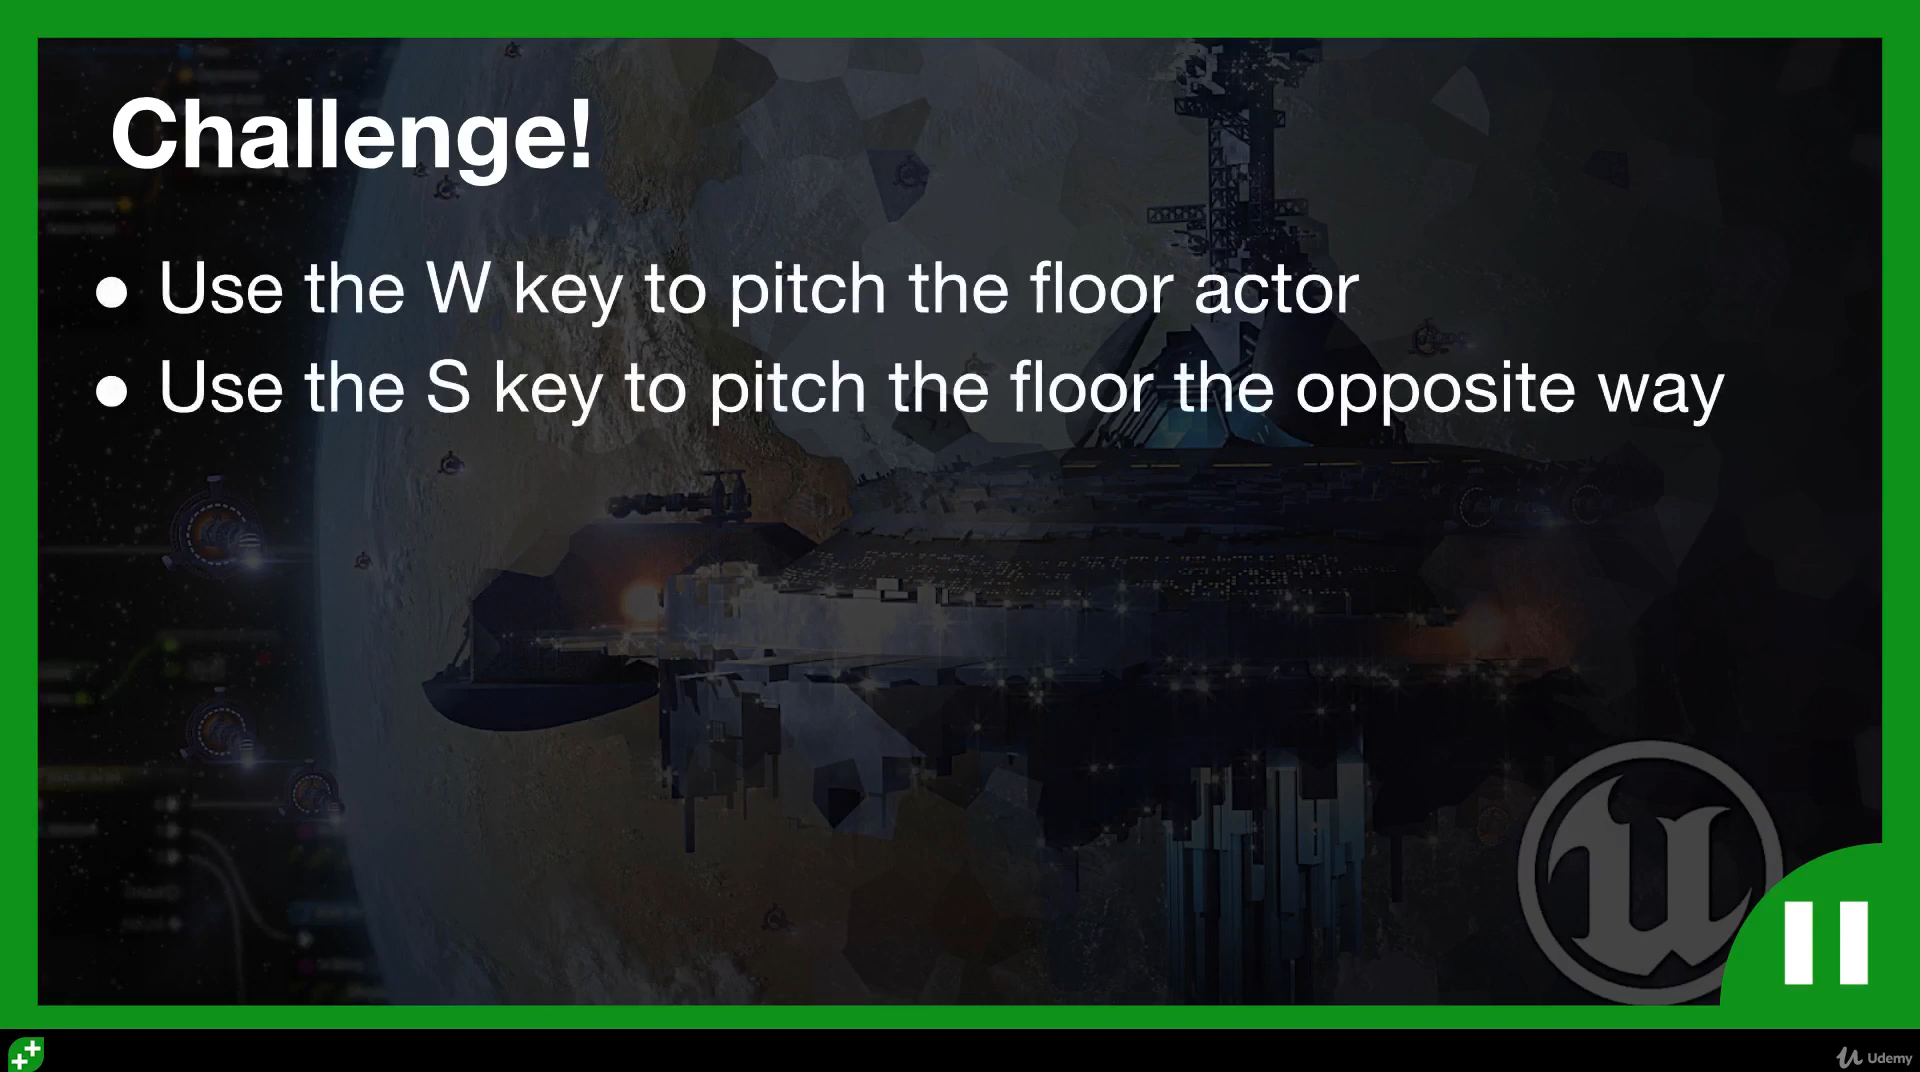 Challenge!
● Use the W key to pitch the floor actor
● Use the S key to pitch the floor the opposite way
Udemy